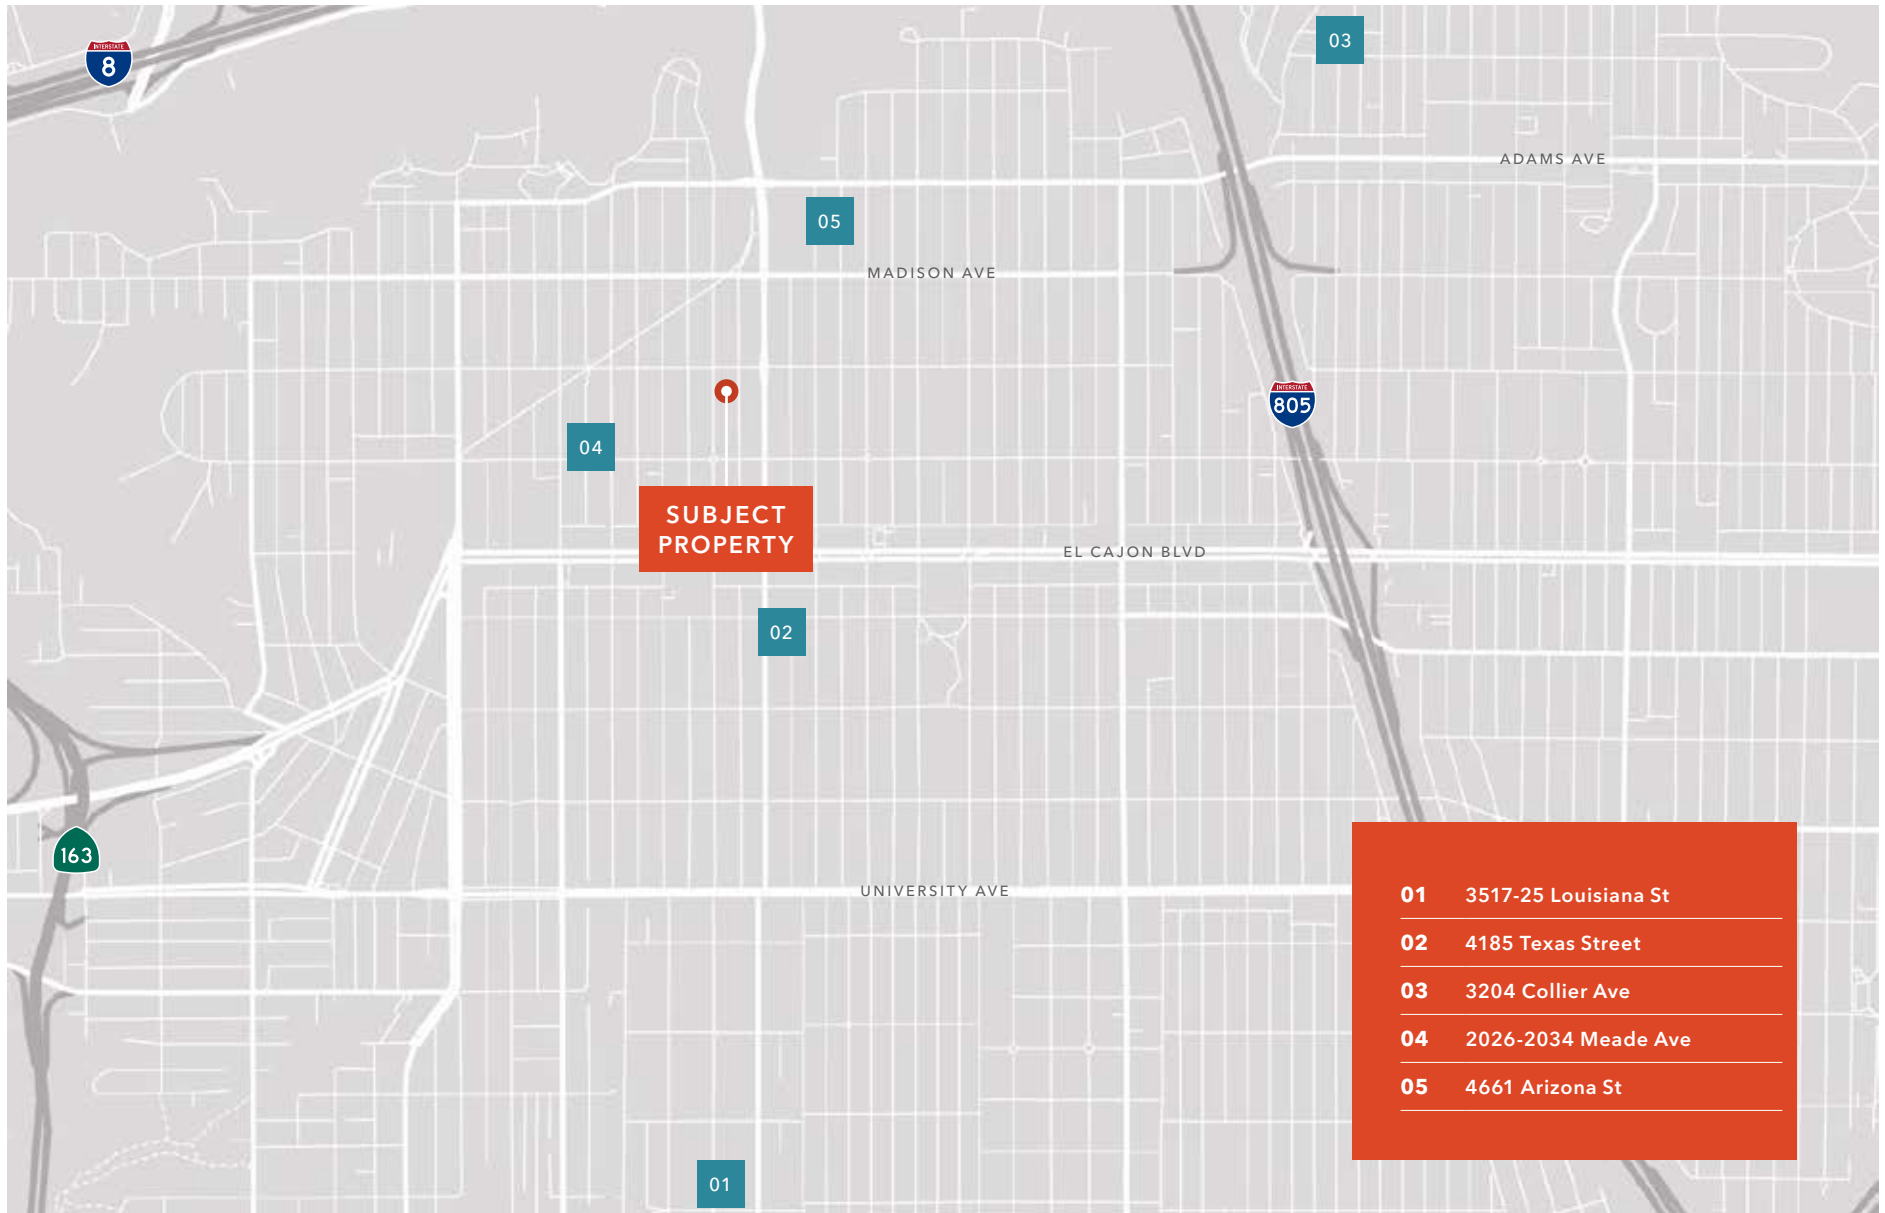 INTERSTATE
8
03
ADAMS AVE
05
MADISON AVE
INTERSTATE
805
04
SUBJECT
PROPERTY
EL CAJON BLVD
02
163
UNIVERSITY AVE
01 3517-25 Louisiana St
02 4185 Texas Street
03 3204 Collier Ave
04 2026-2034 Meade Ave
05 4661 Arizona St
01